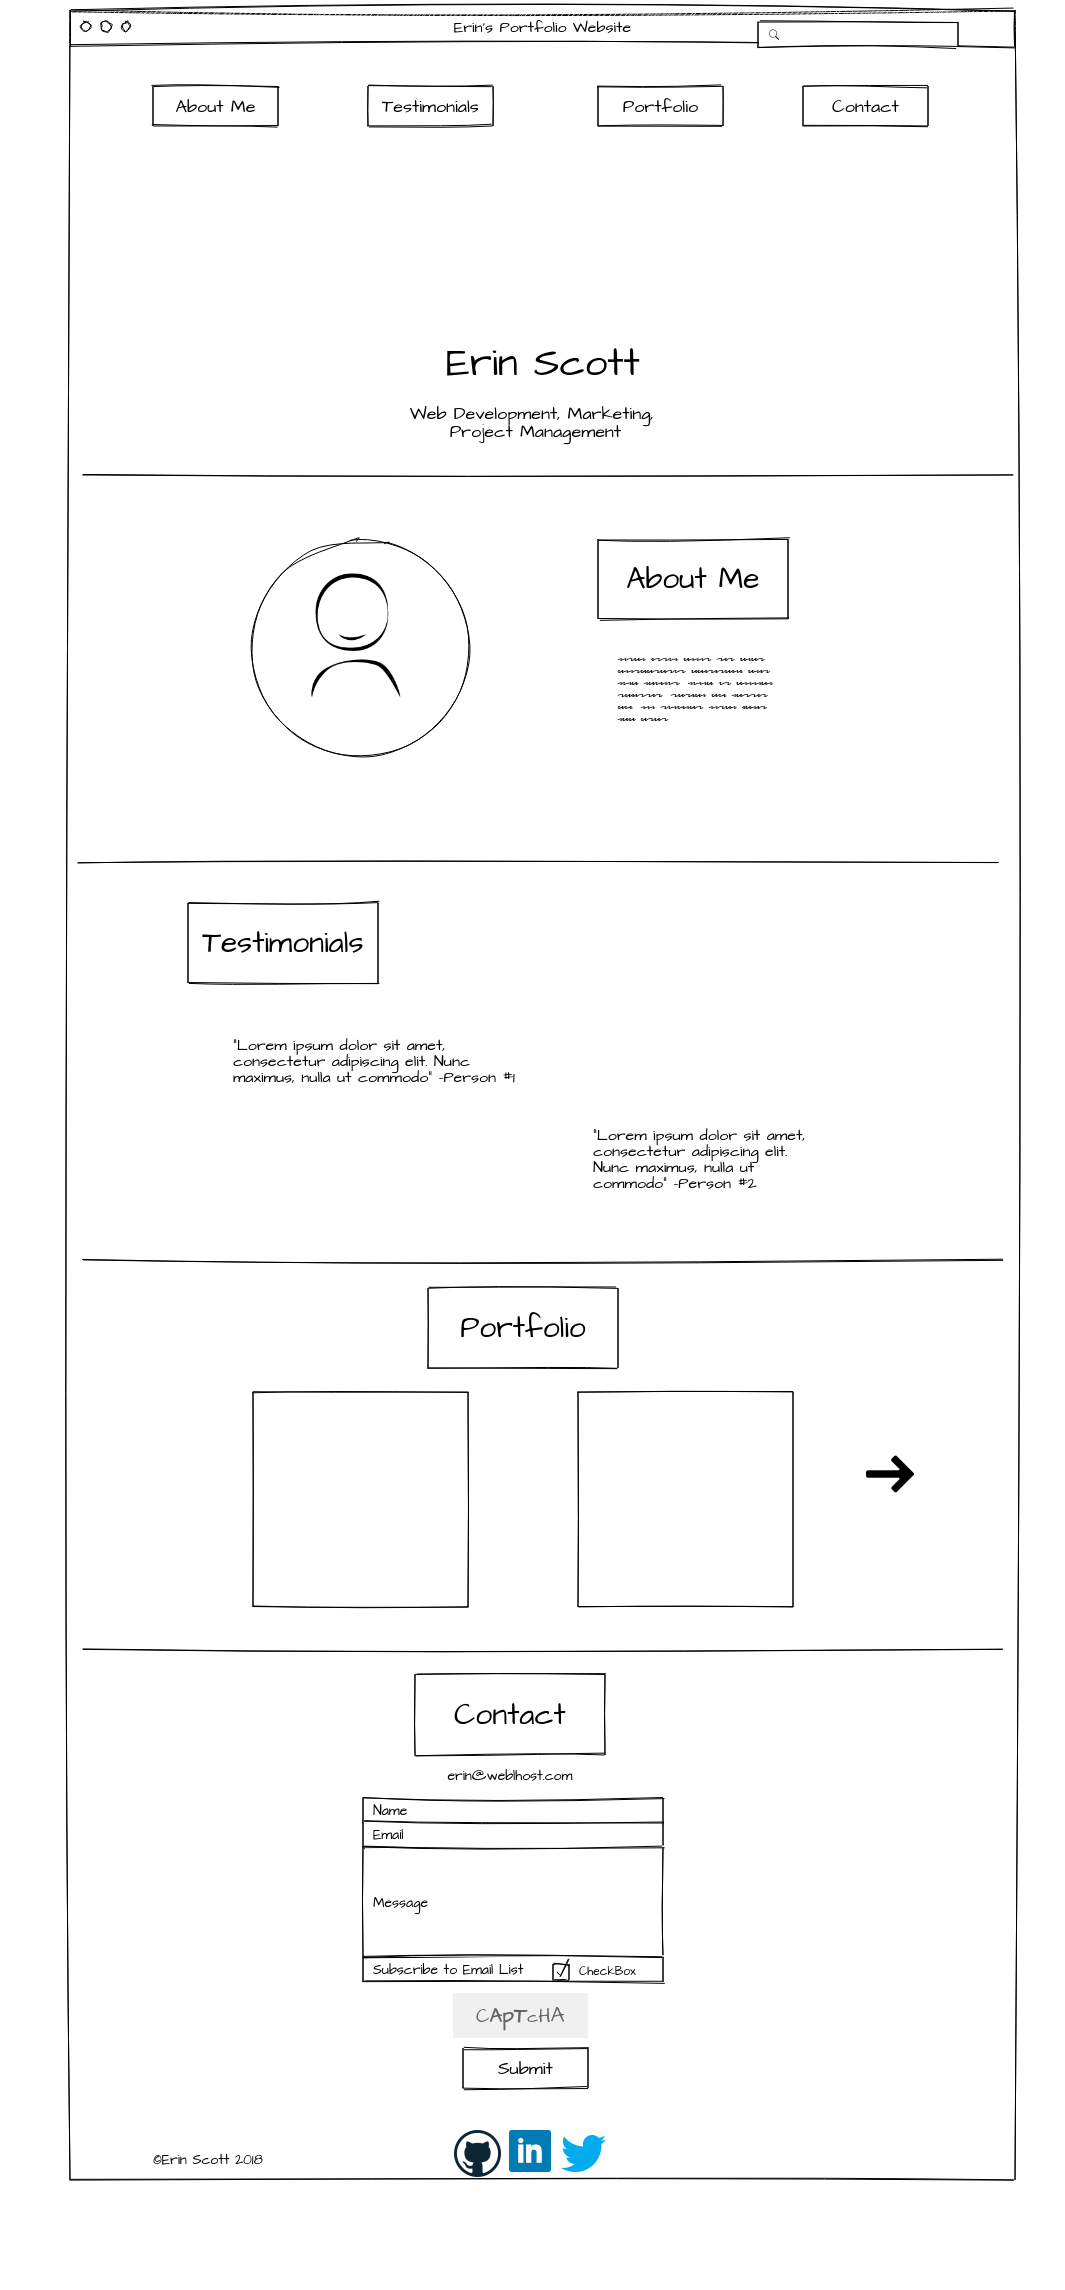 Erin's Portfolio Website
About Me
Testimonials
Portfolio
Contact
Erin Scott
Web Development, Marketing,
Project Management
About Me
Testimonials
"Lorem ipsum dolor sit amet,
consectetur adipiscing elit. Nunc
maximus, nulla ut commodo" -Person #1
"Lorem ipsum dolor sit amet,
consectetur adipiscing elit.
Nunc maximus, nulla ut
commodo" -Person #2
Portfolio
Contact
erin@weblhost.com
Name
Email
Message
Subscribe to Email List
CheckBox
CApTcHA
Submit
©Erin Scott 2018
in